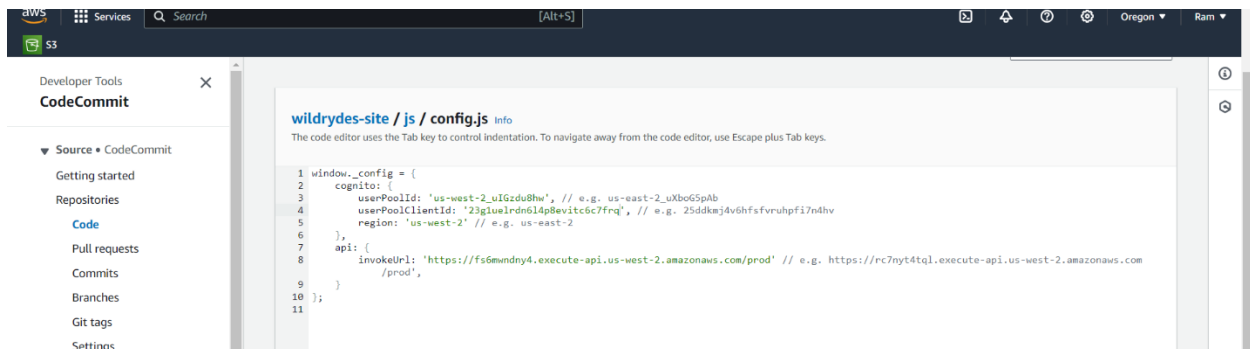 aws Services Search [Alt+S] Oregon ▼ Ram ▼
S3
Developer Tools
CodeCommit
Source • CodeCommit
Getting started
Repositories
Code
Pull requests
Commits
Branches
Git tags
Settings
wildrydes-site / js / config.js Info
The code editor uses the Tab key to control indentation. To navigate away from the code editor, use Escape plus Tab keys.
1 window._config = {
2 cognito: {
3 userPoolId: 'us-west-2_uIGzdu8hw', // e.g. us-east-2_uXboG5pAb
4 userPoolClientId: '23g1uelrdn6l4p8evitc6c7frq', // e.g. 25ddkmj4v6hfsfvruhpfi7n4hv
5 region: 'us-west-2' // e.g. us-east-2
6 },
7 api: {
8 invokeUrl: 'https://fs6mwndny4.execute-api.us-west-2.amazonaws.com/prod' // e.g. https://rc7nyt4tql.execute-api.us-west-2.amazonaws.com
/prod',
9 }
10 };
11